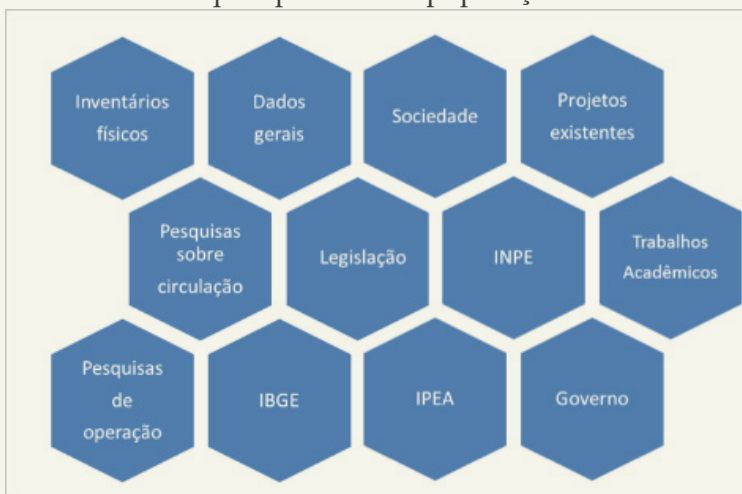 Inventários
físicos
Dados
gerais
Sociedade
Projetos
existentes
Pesquisas
sobre
circulação
Legislação
INPE
Trabalhos
Acadêmicos
Pesquisas
de
operação
IBGE
IPEA
Governo